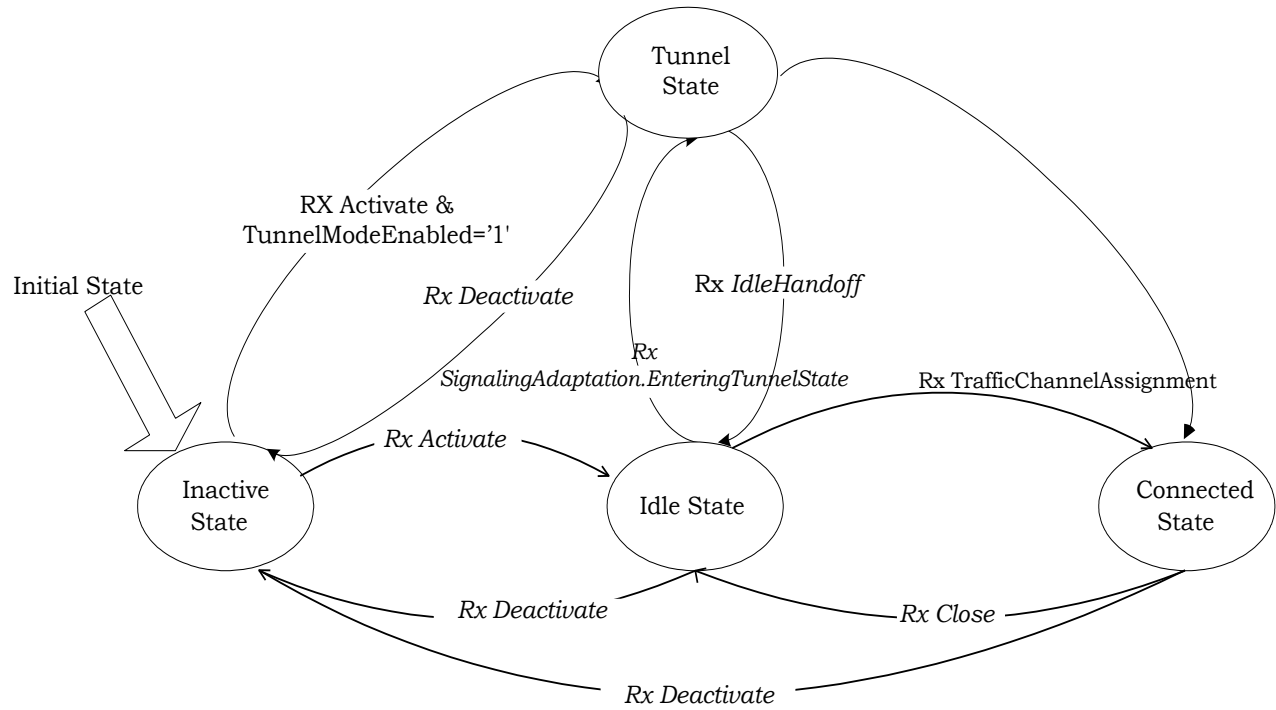 Tunnel
State
RX Activate &
TunnelModeEnabled=’1'
Initial State
Rx Deactivate
Rx IdleHandoff
Rx
SignalingAdaptation.EnteringTunnelState
Rx TrafficChannelAssignment
Rx Activate
Inactive
State
Idle State
Connected
State
Rx Deactivate
Rx Close
Rx Deactivate